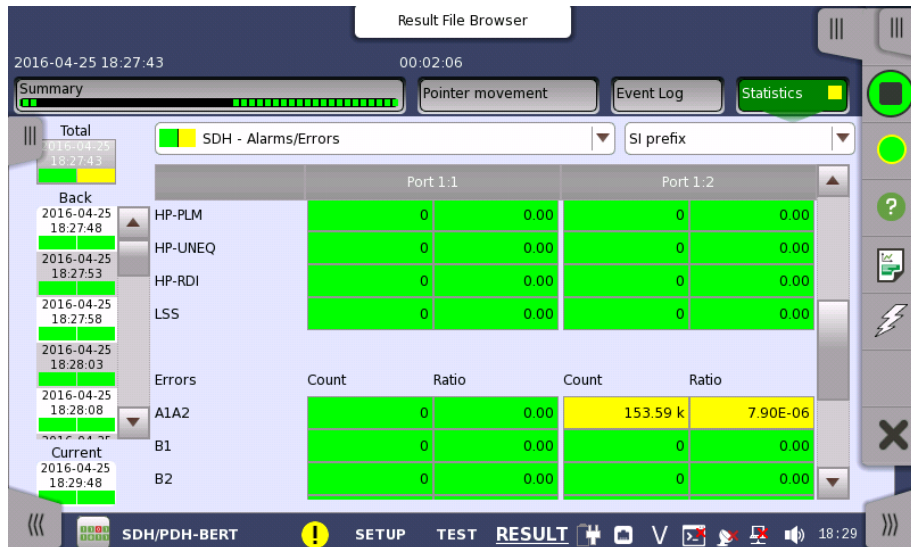 Result File Browser
2016-04-25 18:27:43 00:02:06
Summary Pointer movement Event Log Statistics
Total
2016-04-25
18:27:43
SDH - Alarms/Errors SI prefix
Port 1:1 Port 1:2
Back
2016-04-25
18:27:48
2016-04-25
18:27:53
2016-04-25
18:27:58
2016-04-25
18:28:03
2016-04-25
18:28:08
Current
2016-04-25
18:29:48
HP-PLM 0 0.00 0 0.00
HP-UNEQ 0 0.00 0 0.00
HP-RDI 0 0.00 0 0.00
LSS 0 0.00 0 0.00
Errors Count Ratio Count Ratio
A1A2 0 0.00 153.59 k 7.90E-06
B1 0 0.00 0 0.00
B2 0 0.00 0 0.00
SDH/PDH-BERT SETUP TEST RESULT V 18:29